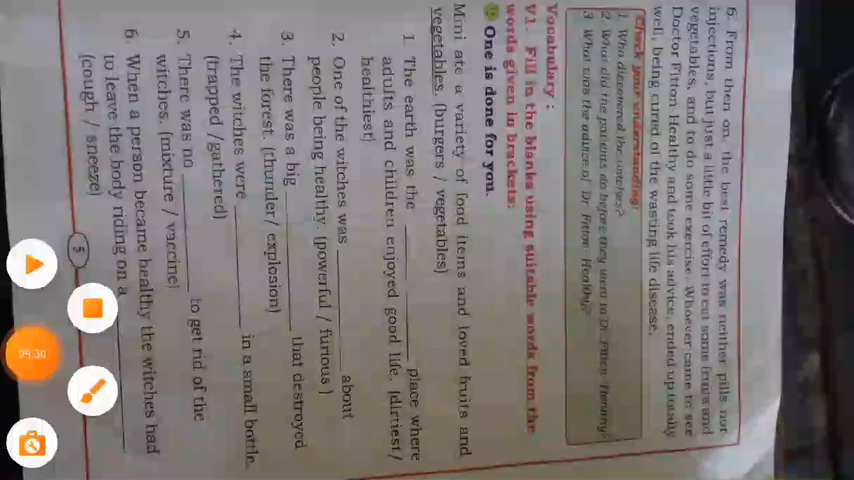 6. From then on, the best remedy was neither pills nor
injections, but just a little bit of effort to eat some fruits and
vegetables, and to do some exercise. Whoever came to see
Doctor Fitton Healthy and took his advice, ended up totally
well, being cured of the wasting life disease.
Check your understanding:
1. Who discovered the witches?
2. What did the patients do before they went to Dr. Fitton Healthy?
3. What was the advice of Dr. Fitton Healthy?
Vocabulary :
V1. Fill in the blanks using suitable words from the
words given in brackets:
One is done for you.
Mini ate a variety of food items and loved fruits and
vegetables. (burgers / vegetables)
1. The earth was the ________ place where
adults and children enjoyed good life. (dirtiest /
healthiest)
2. One of the witches was ________ about
people being healthy. (powerful / furious )
3. There was a big ________ that destroyed
the forest. (thunder / explosion)
4. The witches were ________ in a small bottle.
(trapped /gathered)
5. There was no ________ to get rid of the
witches. (mixture / vaccine)
6. When a person became healthy the witches had
to leave the body riding on a ________
(cough / sneeze)
5